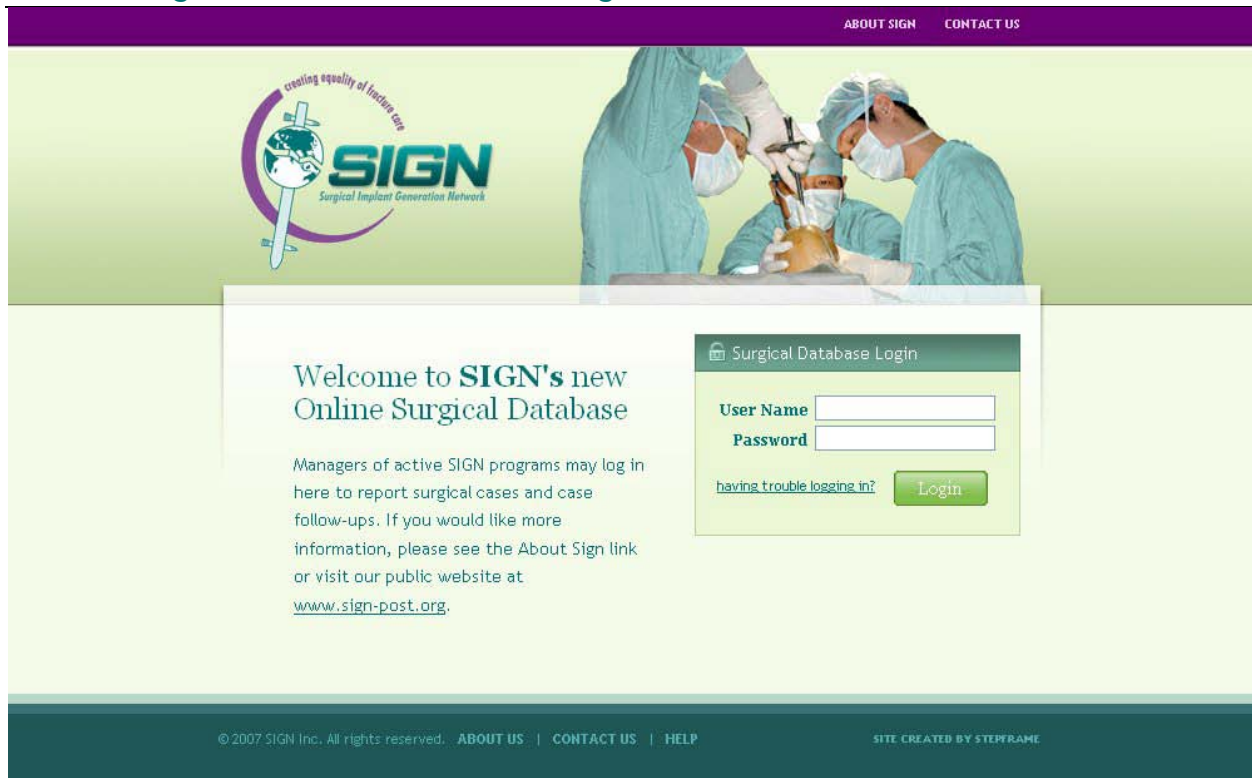 ABOUT SIGN CONTACT US
creating equality of fracture care
SIGN
Surgical Implant Generation Network
Welcome to SIGN's new
Online Surgical Database
Managers of active SIGN programs may log in
here to report surgical cases and case
follow-ups. If you would like more
information, please see the About Sign link
or visit our public website at
www.sign-post.org.
Surgical Database Login
User Name
Password
having trouble logging in? Login
© 2007 SIGN Inc. All rights reserved. ABOUT US | CONTACT US | HELP
SITE CREATED BY STEPFRAME